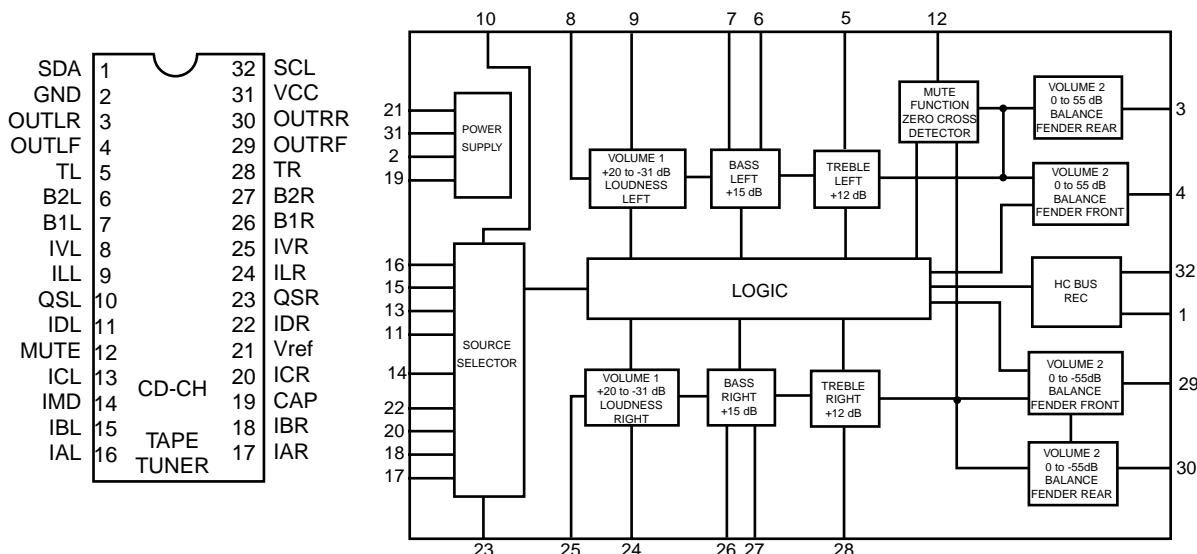 SDA 1 32 SCL
GND 2 31 VCC
OUTLR 3 30 OUTRR
OUTLF 4 29 OUTRF
TL 5 28 TR
B2L 6 27 B2R
B1L 7 26 B1R
IVL 8 25 IVR
ILL 9 24 ILR
QSL 10 23 QSR
IDL 11 22 IDR
MUTE 12 21 Vref
ICL 13 CD-CH 20 ICR
IMD 14 19 CAP
IBL 15 TAPE 18 IBR
IAL 16 TUNER 17 IAR
10 8 9 7 6 5 12
21
31
2
19
POWER
SUPPLY
VOLUME 1
+20 to -31 dB
LOUDNESS
LEFT
BASS
LEFT
+15 dB
TREBLE
LEFT
+12 dB
MUTE
FUNCTION
ZERO CROSS
DETECTOR
VOLUME 2
0 to 55 dB
BALANCE
FENDER REAR
3
VOLUME 2
0 to 55 dB
BALANCE
FENDER FRONT
4
16
15
13
11
14
22
20
18
17
SOURCE
SELECTOR
LOGIC
HC BUS
REC
32
1
VOLUME 1
+20 to -31 dB
LOUDNESS
RIGHT
BASS
RIGHT
+15 dB
TREBLE
RIGHT
+12 dB
VOLUME 2
0 to -55dB
BALANCE
FENDER FRONT
29
VOLUME 2
0 to -55dB
BALANCE
FENDER REAR
30
23 25 24 26 27 28